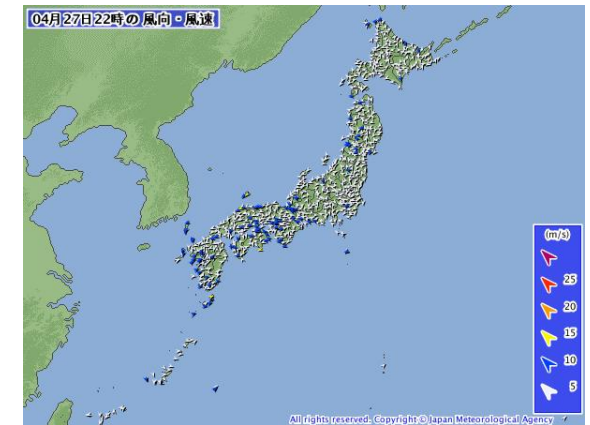 04月27日22時の 風向・風速
(m/s)
25
20
15
10
5
All rights reserved. Copyright © Japan Meteorological Agency